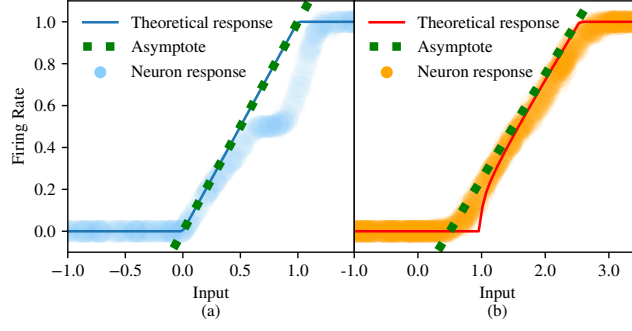 Theoretical response
Asymptote
Neuron response
Theoretical response
Asymptote
Neuron response
Firing Rate
1.0
0.8
0.6
0.4
0.2
0.0
−1.0 −0.5 0.0 0.5 1.0
-1.0 0.0 1.0 2.0 3.0
Input
Input
(a)
(b)